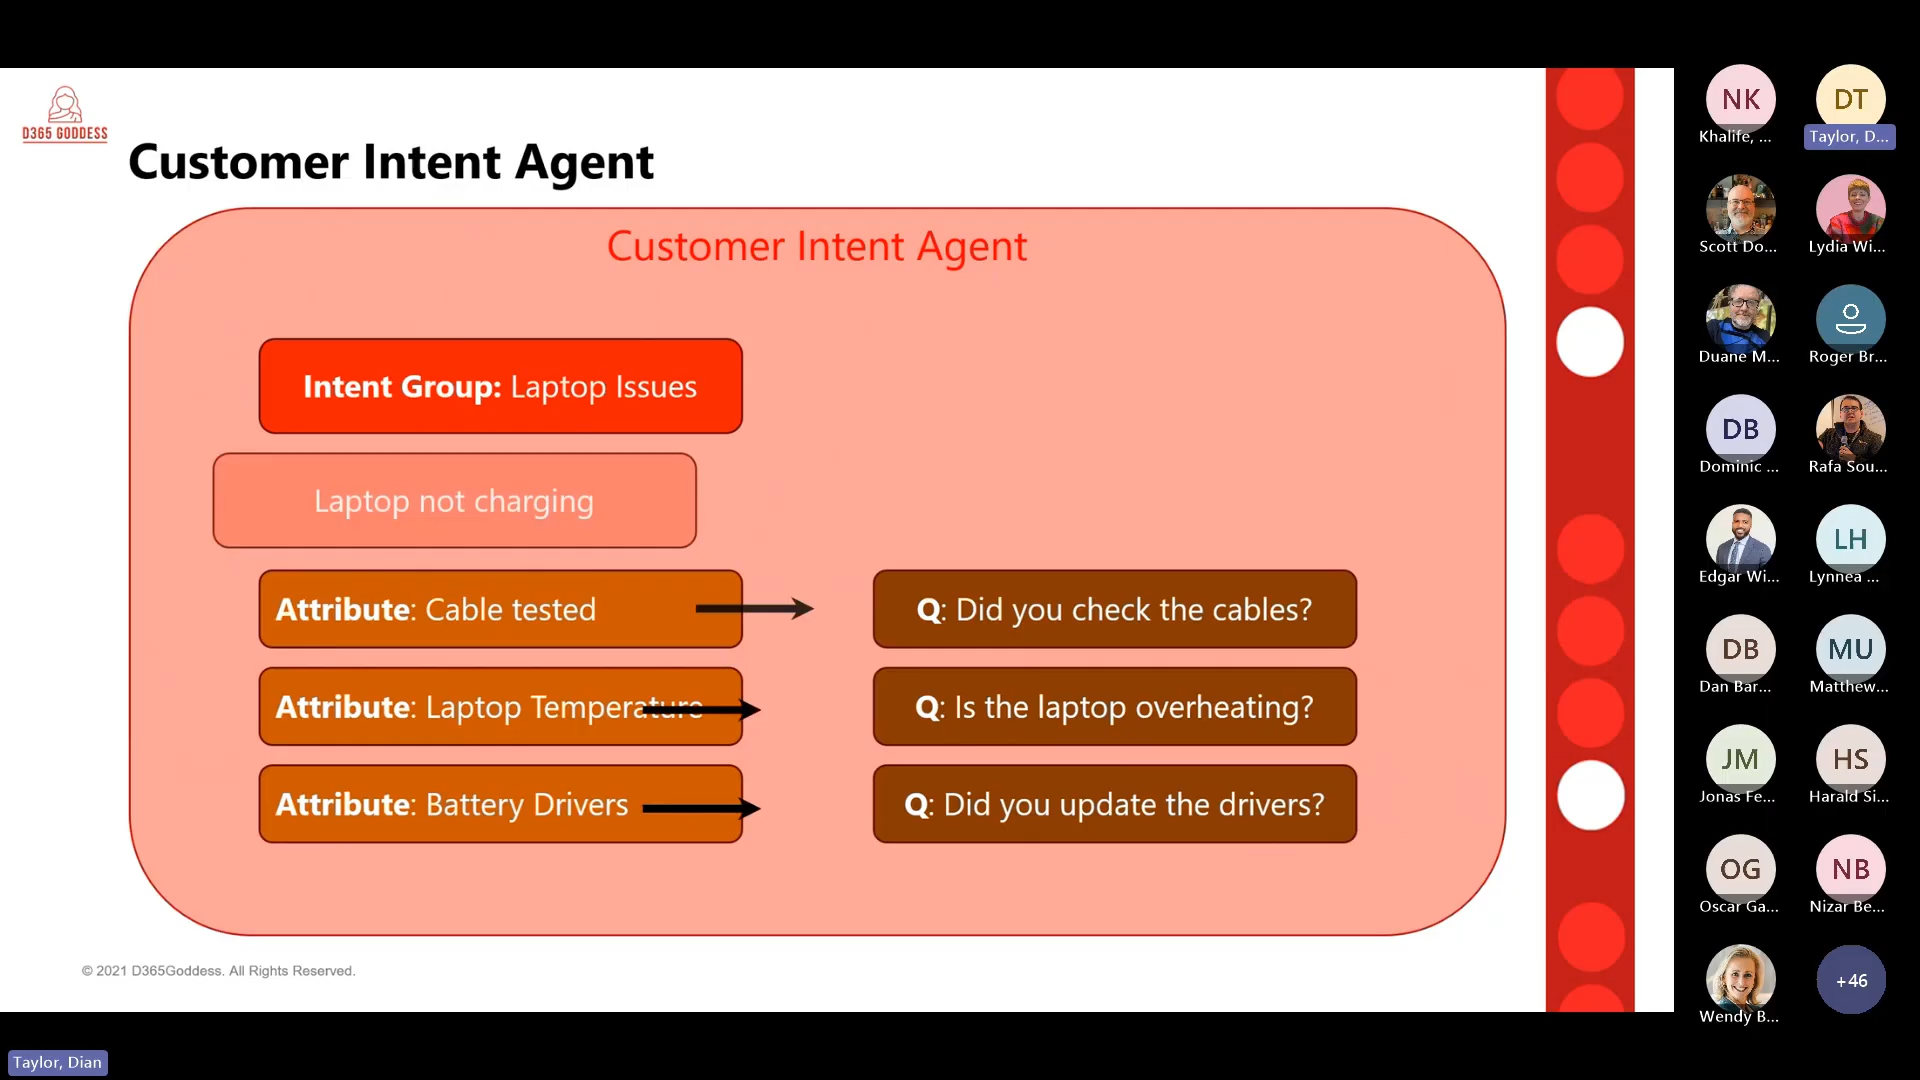 D365 GODDESS
Customer Intent Agent
Customer Intent Agent
Intent Group: Laptop Issues
Laptop not charging
Attribute: Cable tested
Q: Did you check the cables?
Attribute: Laptop Temperature
Q: Is the laptop overheating?
Attribute: Battery Drivers
Q: Did you update the drivers?
© 2021 D365Goddess. All Rights Reserved.
NK
Khalife, ...
DT
Taylor, D...
Scott Do...
Lydia Wi...
Duane M...
Roger Br...
DB
Dominic ...
Rafa Sou...
Edgar Wi...
LH
Lynnea ...
DB
Dan Bar...
MU
Matthew...
JM
Jonas Fe...
HS
Harald Si...
OG
Oscar Ga...
NB
Nizar Be...
Wendy B...
+46
Taylor, Dian